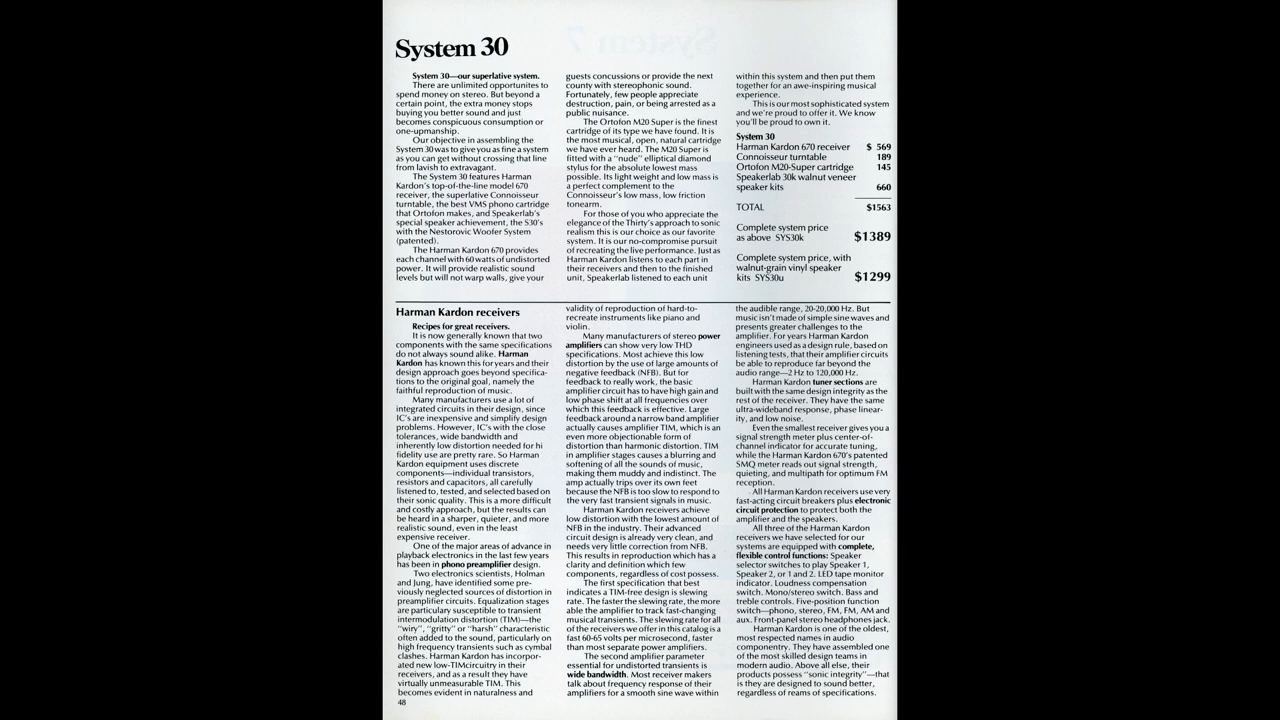 System 30
System 30—our superlative system.
There are unlimited opportunites to
spend money on stereo. But beyond a
certain point, the extra money stops
buying you better sound and just
becomes conspicuous consumption or
one-upmanship.
Our objective in assembling the
System 30 was to give you as fine a system
as you can get without crossing that line
from lavish to extravagant.
The System 30 features Harman
Kardon's top-of-the-line model 670
receiver, the superlative Connoisseur
turntable, the best VMS phono cartridge
that Ortofon makes, and Speakerlab's
special speaker achievement, the S30's
with the Nestorovic Woofer System
(patented).
The Harman Kardon 670 provides
each channel with 60 watts of undistorted
power. It will provide realistic sound
levels but will not warp walls, give your
guests concussions or provide the next
county with stereophonic sound.
Fortunately, few people appreciate
destruction, pain, or being arrested as a
public nuisance.
The Ortofon M20 Super is the finest
cartridge of its type we have found. It is
the most musical, open, natural cartridge
we have ever heard. The M20 Super is
fitted with a "nude" elliptical diamond
stylus for the absolute lowest mass
possible. Its light weight and low mass is
a perfect complement to the
Connoisseur's low mass, low friction
tonearm.
For those of you who appreciate the
elegance of the Thirty's approach to sonic
realism this is our choice as our favorite
system. It is our no-compromise pursuit
of recreating the live performance. Just as
Harman Kardon listens to each part in
their receivers and then to the finished
unit, Speakerlab listened to each unit
within this system and then put them
together for an awe-inspiring musical
experience.
This is our most sophisticated system
and we're proud to offer it. We know
you'll be proud to own it.
System 30
Harman Kardon 670 receiver $ 569
Connoisseur turntable 189
Ortofon M20-Super cartridge 145
Speakerlab 30k walnut veneer
speaker kits 660
TOTAL $1563
Complete system price
as above SYS30k $1389
Complete system price, with
walnut-grain vinyl speaker
kits SYS30u $1299
Harman Kardon receivers
Recipes for great receivers.
It is now generally known that two
components with the same specifications
do not always sound alike. Harman
Kardon has known this for years and their
design approach goes beyond specifica-
tions to the original goal, namely the
faithful reproduction of music.
Many manufacturers use a lot of
integrated circuits in their design, since
IC's are inexpensive and simplify design
problems. However, IC's with the close
tolerances, wide bandwidth and
inherently low distortion needed for hi
fidelity use are pretty rare. So Harman
Kardon equipment uses discrete
components—individual transistors,
resistors and capacitors, all carefully
listened to, tested, and selected based on
their sonic quality. This is a more difficult
and costly approach, but the results can
be heard in a sharper, quieter, and more
realistic sound, even in the least
expensive receiver.
One of the major areas of advance in
playback electronics in the last few years
has been in phono preamplifier design.
Two electronics scientists, Holman
and Jung, have identified some pre-
viously neglected sources of distortion in
preamplifier circuits. Equalization stages
are particulary susceptible to transient
intermodulation distortion (TIM)—the
"wiry", "gritty" or "harsh" characteristic
often added to the sound, particularly on
high frequency transients such as cymbal
clashes. Harman Kardon has incorpor-
ated new low-TIMcircuitry in their
receivers, and as a result they have
virtually unmeasurable TIM. This
becomes evident in naturalness and
validity of reproduction of hard-to-
recreate instruments like piano and
violin.
Many manufacturers of stereo power
amplifiers can show very low THD
specifications. Most achieve this low
distortion by the use of large amounts of
negative feedback (NFB). But for
feedback to really work, the basic
amplifier circuit has to have high gain and
low phase shift at all frequencies over
which this feedback is effective. Large
feedback around a narrow band amplifier
actually causes amplifier TIM, which is an
even more objectionable form of
distortion than harmonic distortion. TIM
in amplifier stages causes a blurring and
softening of all the sounds of music,
making them muddy and indistinct. The
amp actually trips over its own feet
because the NFB is too slow to respond to
the very fast transient signals in music.
Harman Kardon receivers achieve
low distortion with the lowest amount of
NFB in the industry. Their advanced
circuit design is already very clean, and
needs very little correction from NFB.
This results in reproduction which has a
clarity and definition which few
components, regardless of cost possess.
The first specification that best
indicates a TIM-free design is slewing
rate. The faster the slewing rate, the more
able the amplifier to track fast-changing
musical transients. The slewing rate for all
of the receivers we offer in this catalog is a
fast 60-65 volts per microsecond, faster
than most separate power amplifiers.
The second amplifier parameter
essential for undistorted transients is
wide bandwidth. Most receiver makers
talk about frequency response of their
amplifiers for a smooth sine wave within
the audible range, 20-20,000 Hz. But
music isn't made of simple sine waves and
presents greater challenges to the
amplifier. For years Harman Kardon
engineers used as a design rule, based on
listening tests, that their amplifier circuits
be able to reproduce far beyond the
audio range—2 Hz to 120,000 Hz.
Harman Kardon tuner sections are
built with the same design integrity as the
rest of the receiver. They have the same
ultra-wideband response, phase linear-
ity, and low noise.
Even the smallest receiver gives you a
signal strength meter plus center-of-
channel indicator for accurate tuning,
while the Harman Kardon 670's patented
SMQ meter reads out signal strength,
quieting, and multipath for optimum FM
reception.
All Harman Kardon receivers use very
fast-acting circuit breakers plus electronic
circuit protection to protect both the
amplifier and the speakers.
All three of the Harman Kardon
receivers we have selected for our
systems are equipped with complete,
flexible control functions: Speaker
selector switches to play Speaker 1,
Speaker 2, or 1 and 2. LED tape monitor
indicator. Loudness compensation
switch. Mono/stereo switch. Bass and
treble controls. Five-position function
switch—phono, stereo, FM, FM, AM and
aux. Front-panel stereo headphones jack.
Harman Kardon is one of the oldest,
most respected names in audio
componentry. They have assembled one
of the most skilled design teams in
modern audio. Above all else, their
products possess "sonic integrity"—that
is they are designed to sound better,
regardless of reams of specifications.
48